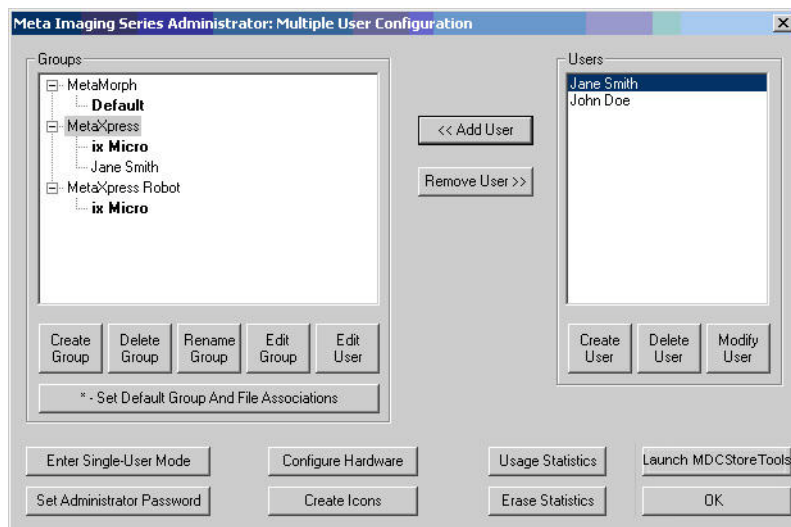 Meta Imaging Series Administrator: Multiple User Configuration
Groups
MetaMorph
Default
MetaXpress
ix Micro
Jane Smith
MetaXpress Robot
ix Micro
Create Group
Delete Group
Rename Group
Edit Group
Edit User
* - Set Default Group And File Associations
<< Add User
Remove User >>
Users
Jane Smith
John Doe
Create User
Delete User
Modify User
Enter Single-User Mode
Configure Hardware
Usage Statistics
Launch MDCStoreTools
Set Administrator Password
Create Icons
Erase Statistics
OK